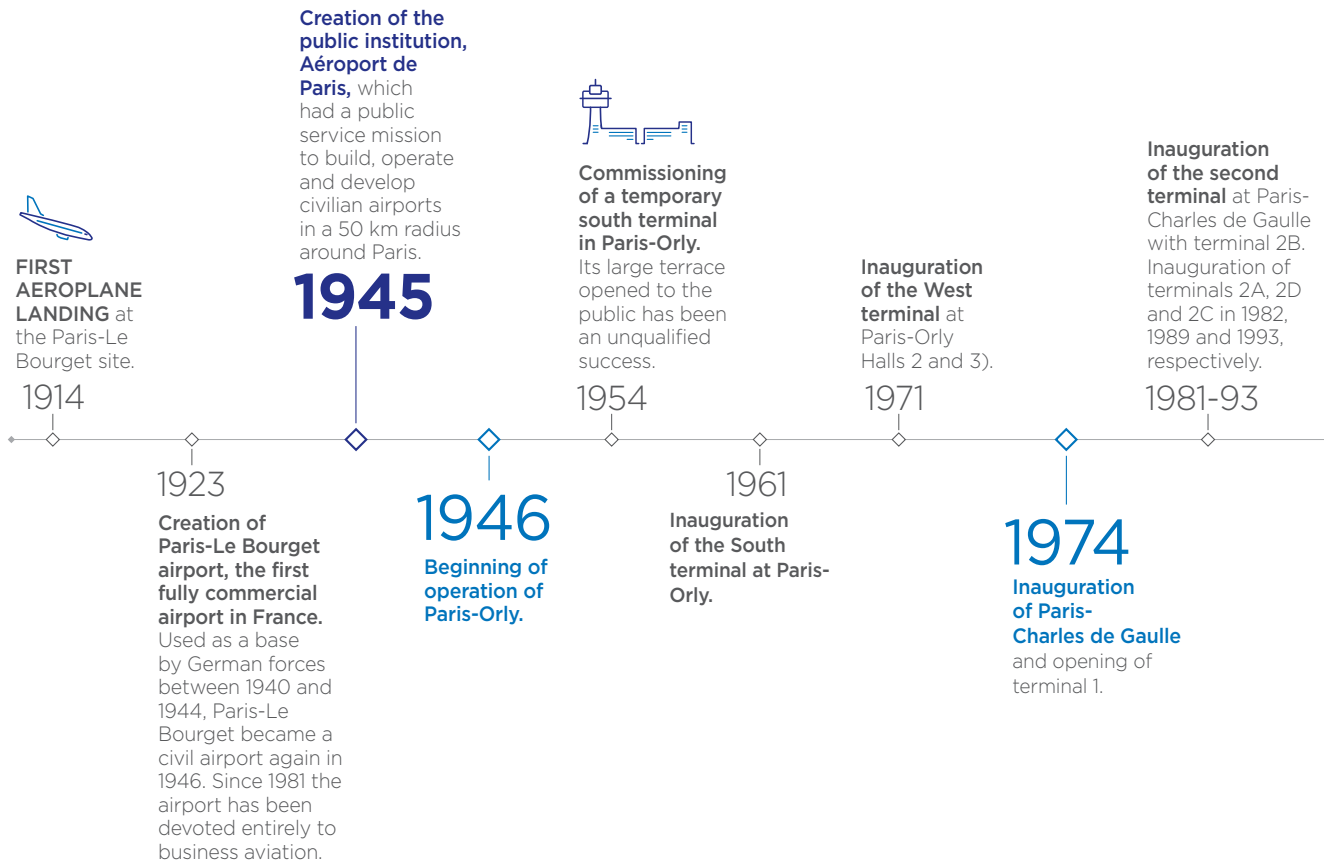 FIRST
AEROPLANE
LANDING at
the Paris-Le
Bourget site.
1914
1923
Creation of
Paris-Le Bourget
airport, the first
fully commercial
airport in France.
Used as a base
by German forces
between 1940 and
1944, Paris-Le
Bourget became a
civil airport again in
1946. Since 1981 the
airport has been
devoted entirely to
business aviation.
Creation of the
public institution,
Aéroport de
Paris, which
had a public
service mission
to build, operate
and develop
civilian airports
in a 50 km radius
around Paris.
1945
1946
Beginning of
operation of
Paris-Orly.
Commissioning
of a temporary
south terminal
in Paris-Orly.
Its large terrace
opened to the
public has been
an unqualified
success.
1954
1961
Inauguration
of the South
terminal at Paris-
Orly.
Inauguration
of the West
terminal at
Paris-Orly
Halls 2 and 3).
1971
1974
Inauguration
of Paris-
Charles de Gaulle
and opening of
terminal 1.
Inauguration
of the second
terminal at Paris-
Charles de Gaulle
with terminal 2B.
Inauguration of
terminals 2A, 2D
and 2C in 1982,
1989 and 1993,
respectively.
1981-93